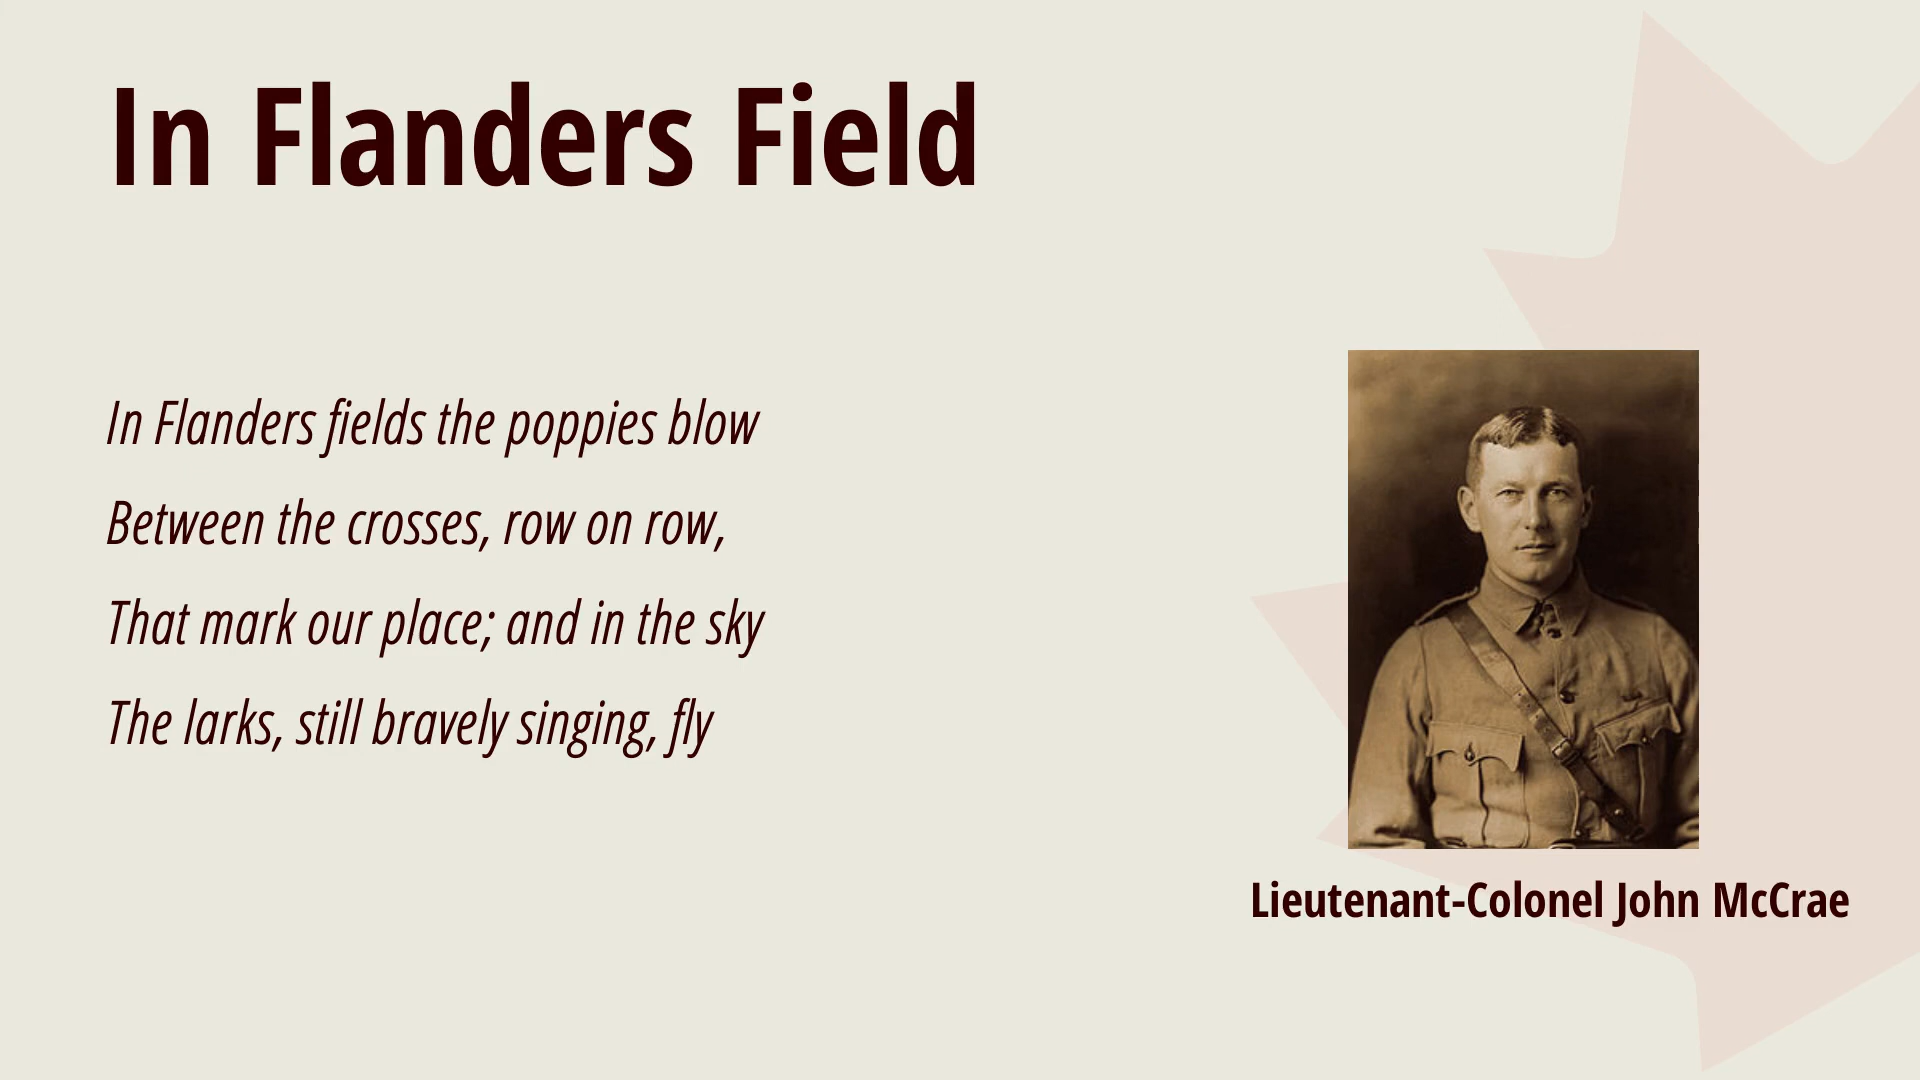 In Flanders Field
In Flanders fields the poppies blow
Between the crosses, row on row,
That mark our place; and in the sky
The larks, still bravely singing, fly
Lieutenant-Colonel John McCrae